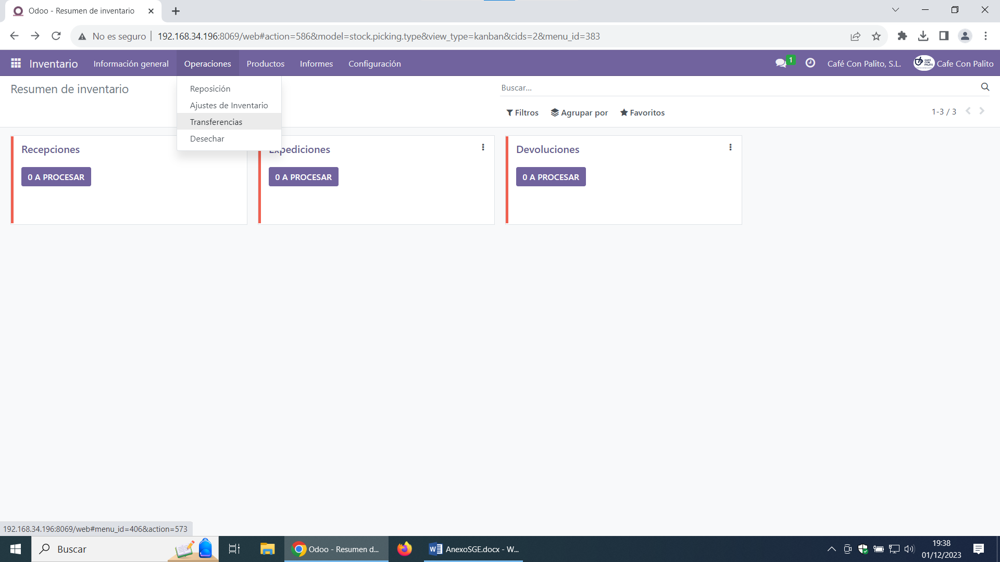 Odoo - Resumen de inventario
No es seguro
192.168.34.196:8069/web#action=586&model=stock.picking.type&view_type=kanban&cids=2&menu_id=383
Inventario
Información general
Operaciones
Productos
Informes
Configuración
1
Café Con Palito, S.L.
Cafe Con Palito
Resumen de inventario
Buscar...
Reposición
Ajustes de Inventario
Transferencias
Desechar
Filtros
Agrupar por
Favoritos
1-3 / 3
Recepciones
Expediciones
Devoluciones
0 A PROCESAR
0 A PROCESAR
0 A PROCESAR
192.168.34.196:8069/web#menu_id=406&action=573
Buscar
Odoo - Resumen d...
AnexoSGE.docx - W...
19:38
01/12/2023